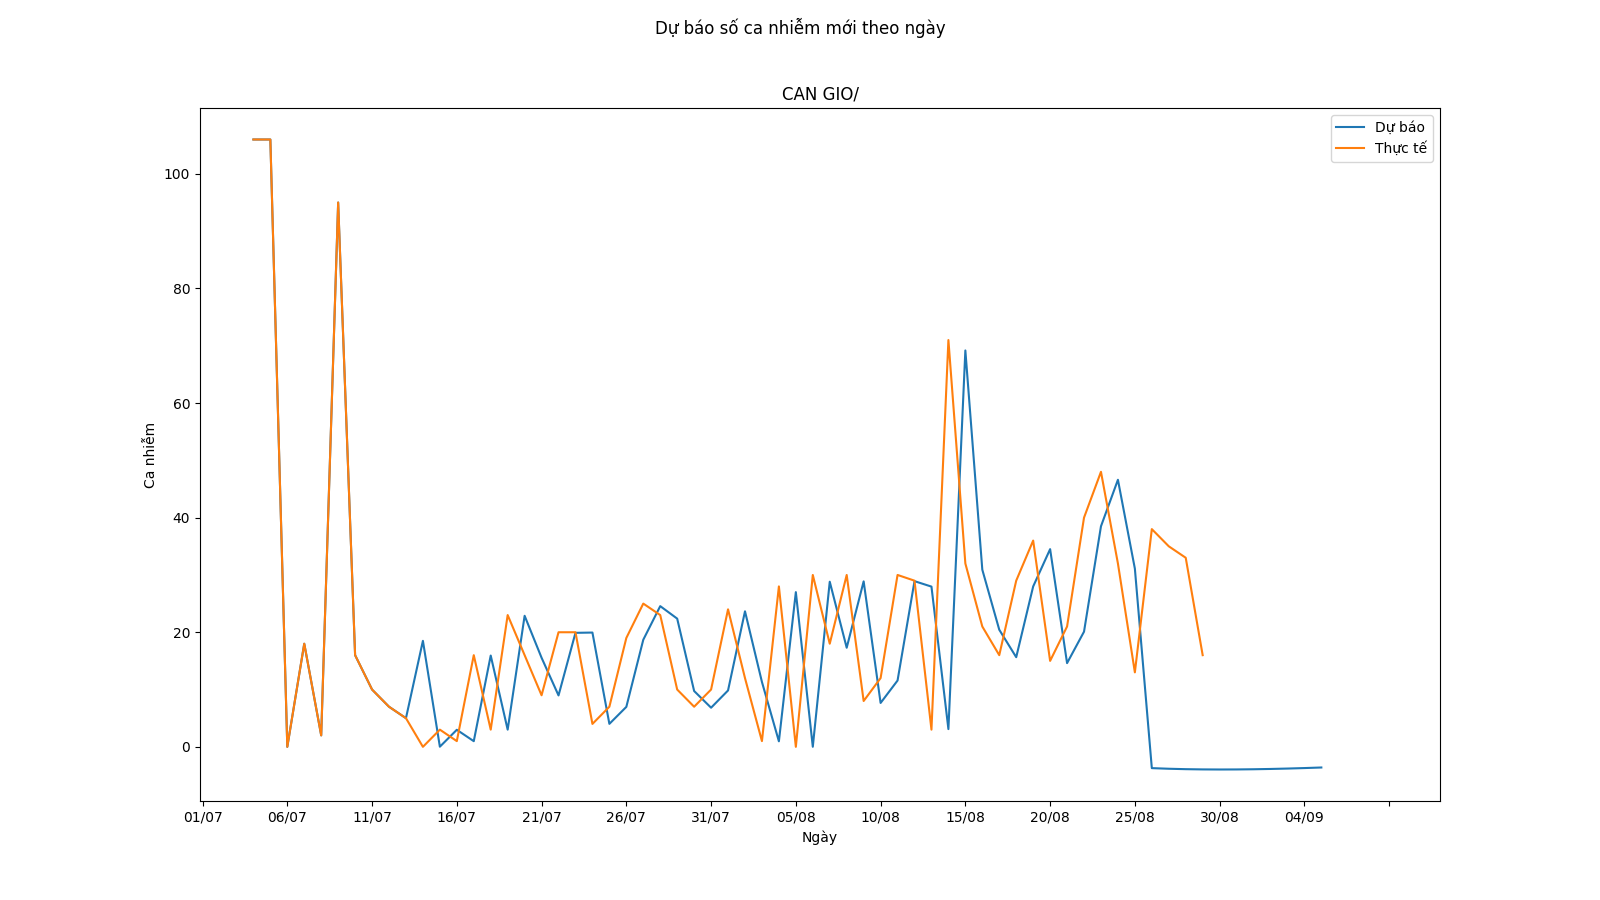 Dự báo số ca nhiễm mới theo ngày
CAN GIO/
Dự báo
Thực tế
100
80
60
40
20
0
Ca nhiễm
01/07 06/07 11/07 16/07 21/07 26/07 31/07 05/08 10/08 15/08 20/08 25/08 30/08 04/09
Ngày